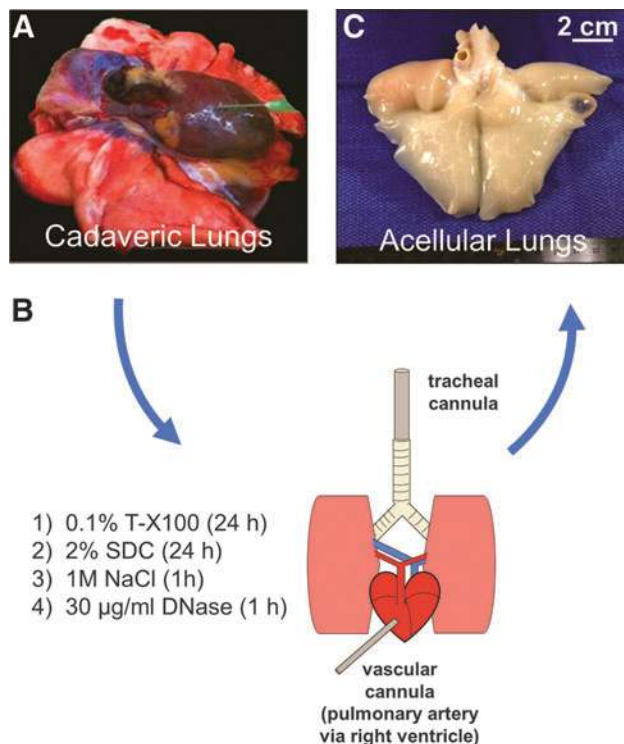 A
Cadaveric Lungs
C
2 cm
Acellular Lungs
B
tracheal
cannula
1) 0.1% T-X100 (24 h)
2) 2% SDC (24 h)
3) 1M NaCl (1h)
4) 30 µg/ml DNase (1 h)
vascular
cannula
(pulmonary artery
via right ventricle)